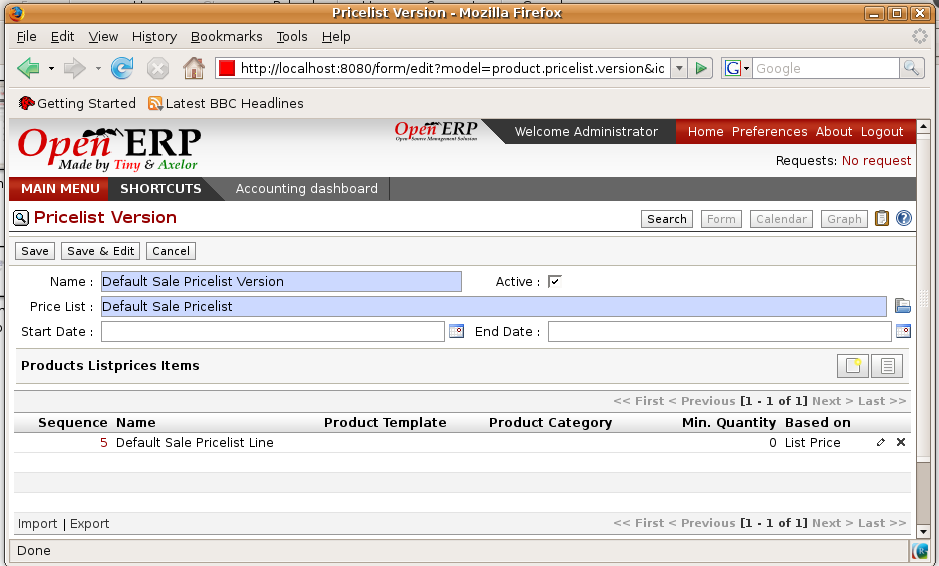 Pricelist Version - Mozilla Firefox
File Edit View History Bookmarks Tools Help
http://localhost:8080/form/edit?model=product.pricelist.version&ic G Google
Getting Started Latest BBC Headlines
Open ERP Open ERP Welcome Administrator Home Preferences About Logout
Open Source Management Solution
Made by Tiny & Axelor Requests: No request
MAIN MENU SHORTCUTS Accounting dashboard
Pricelist Version Search Form Calendar Graph ?
Save Save & Edit Cancel
Name : Default Sale Pricelist Version Active :
Price List : Default Sale Pricelist
Start Date : End Date :
Products Listprices Items
<< First < Previous [1 - 1 of 1] Next > Last >>
Sequence Name Product Template Product Category Min. Quantity Based on
5 Default Sale Pricelist Line 0 List Price
Import | Export << First < Previous [1 - 1 of 1] Next > Last >>
Done